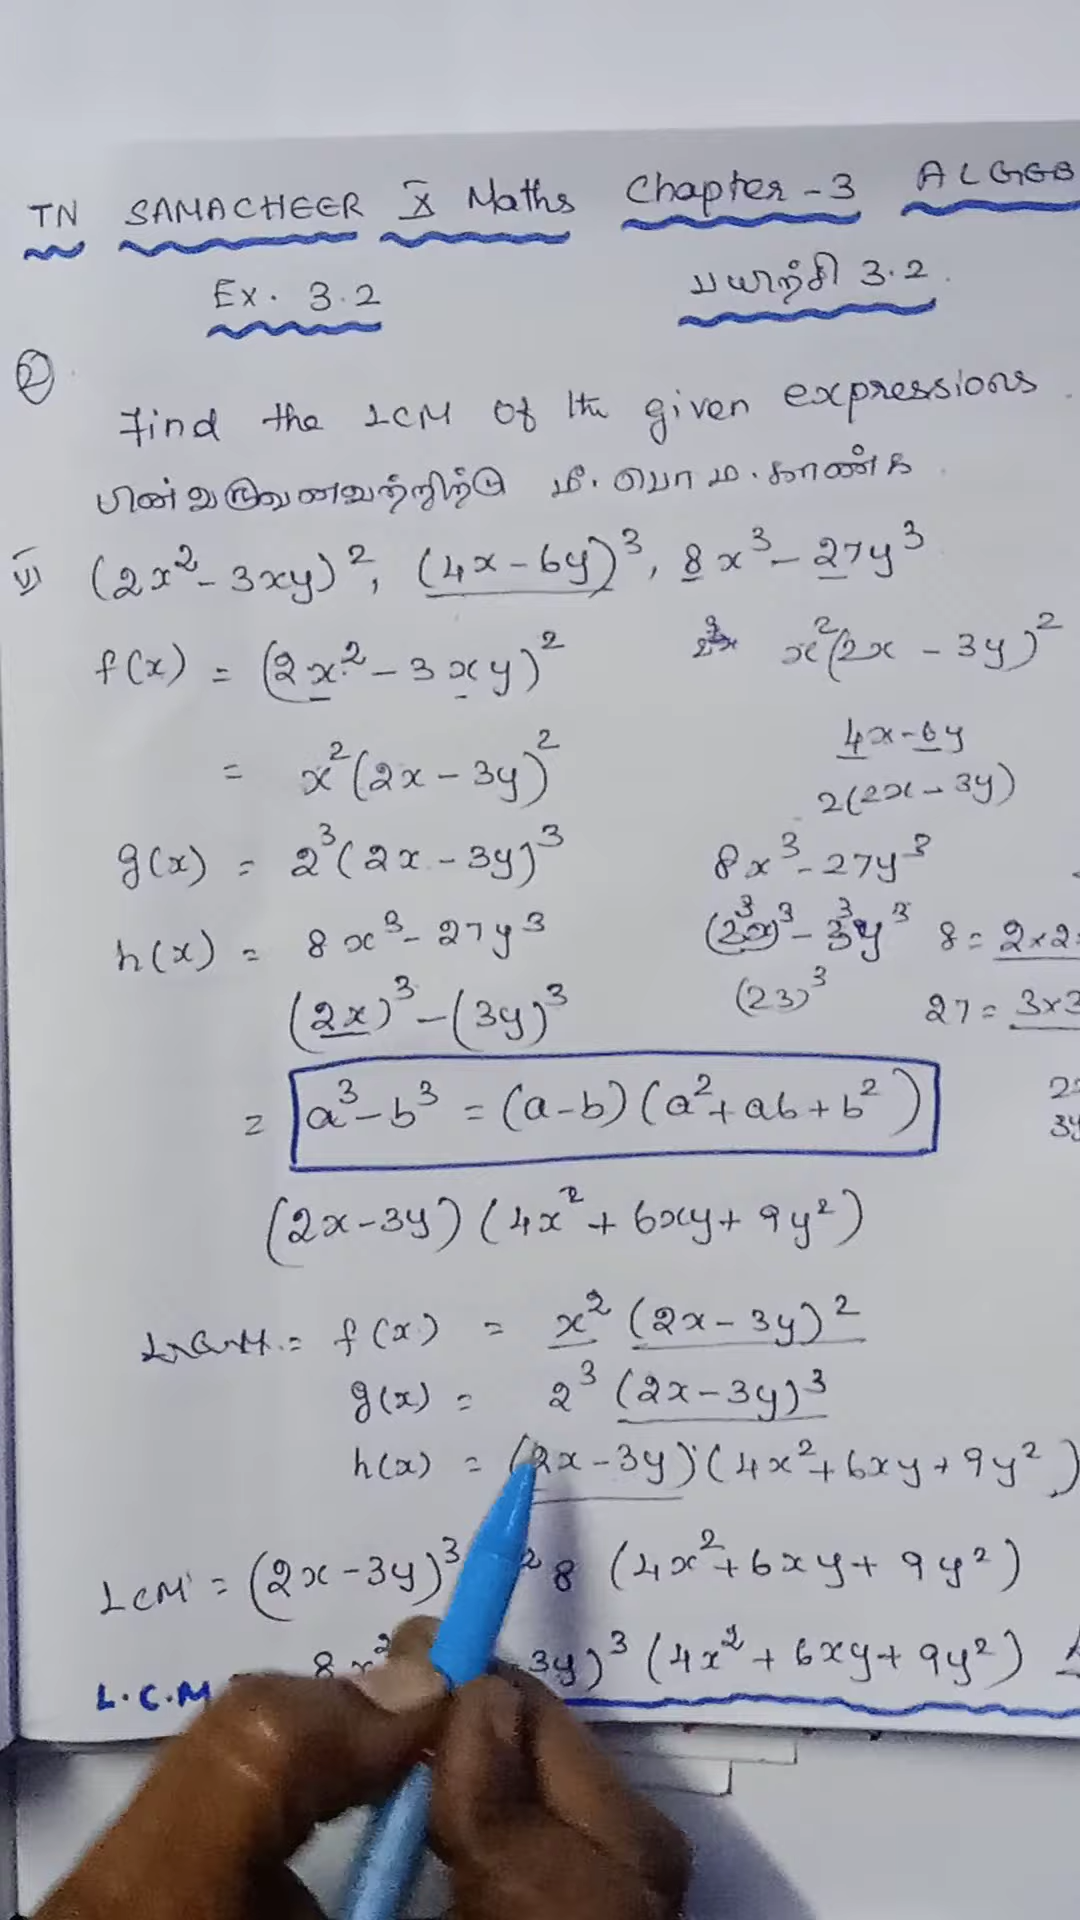 TN SAMACHEER X Maths Chapter-3 ALGEB
Ex. 3.2 பயிற்சி 3.2.
②
Find the LCM of the given expressions.
பின்வருவனவற்றிற்கு மீ.பொ.ம.காண்க
vi) (2x²-3xy)², (4x-6y)³, 8x³-27y³
f(x) = (2x²-3xy)² x²(2x-3y)²
4x-6y
= x²(2x-3y)² 2(2x-3y)
g(x) = 2³(2x-3y)³ 8x³-27y³
h(x) = 8x³-27y³ 8 = 2×2
(2x)³-(3y)³ (23)³ 27 = 3×3
= a³-b³ = (a-b)(a²+ab+b²)
(2x-3y)(4x²+6xy+9y²)
f(x) = x² (2x-3y)²
g(x) = 2³ (2x-3y)³
h(x) = (2x-3y)(4x²+6xy+9y²)
LCM = (2x-3y)³ 8 (4x²+6xy+9y²)
L.C.M 8x² 3y)³ (4x²+6xy+9y²)